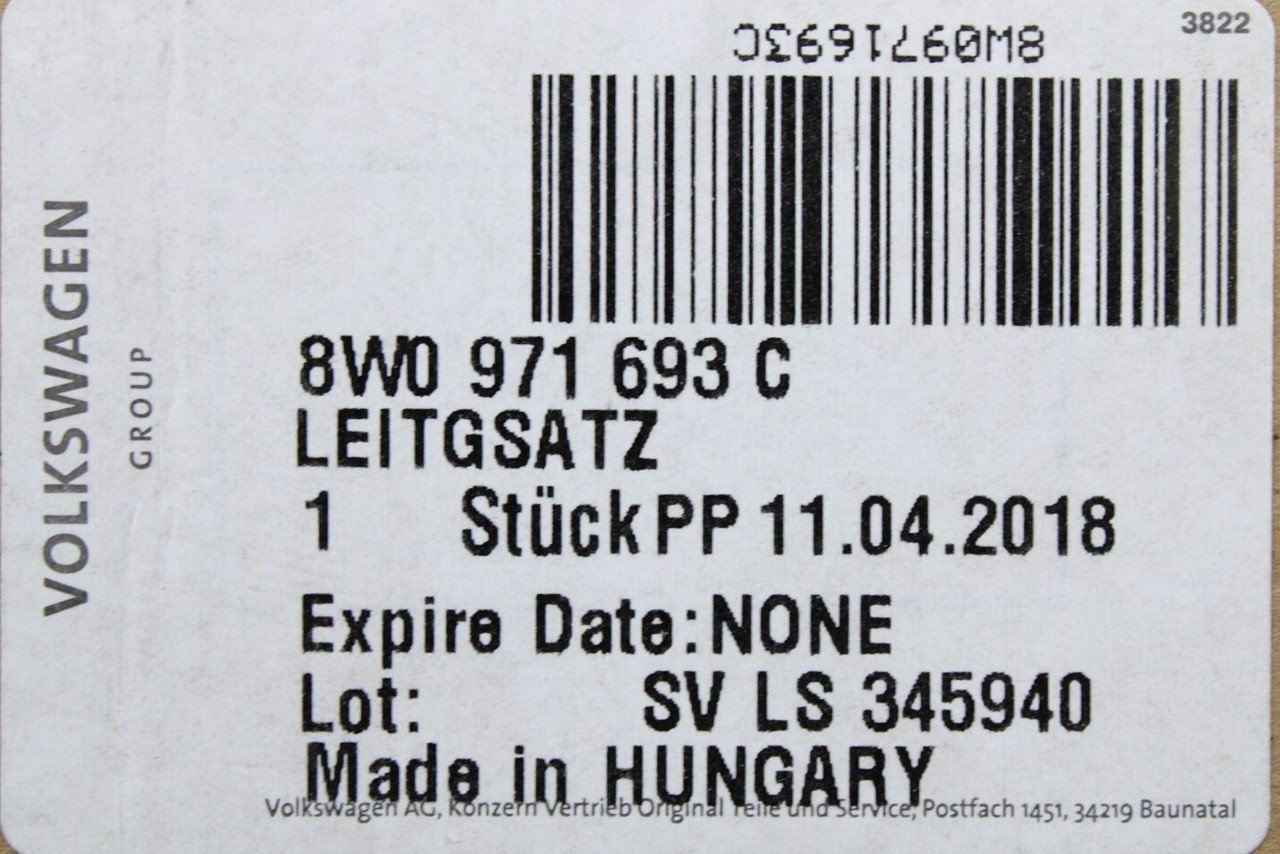 3822
8W0971693C
VOLKSWAGEN
GROUP
8W0 971 693 C
LEITGSATZ
1 Stück PP 11.04.2018
Expire Date:NONE
Lot: SV LS 345940
Made in HUNGARY
Volkswagen AG, Konzern Vertrieb Original Teile und Service, Postfach 1451, 34219 Baunatal